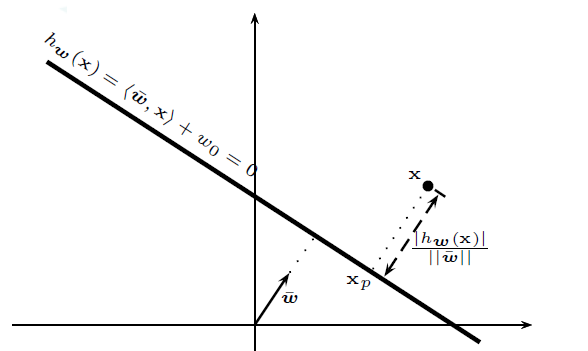 h_w(x) = ⟨w̄, x⟩ + w_0 = 0
x
|h_w(x)|
||w̄||
x_p
w̄